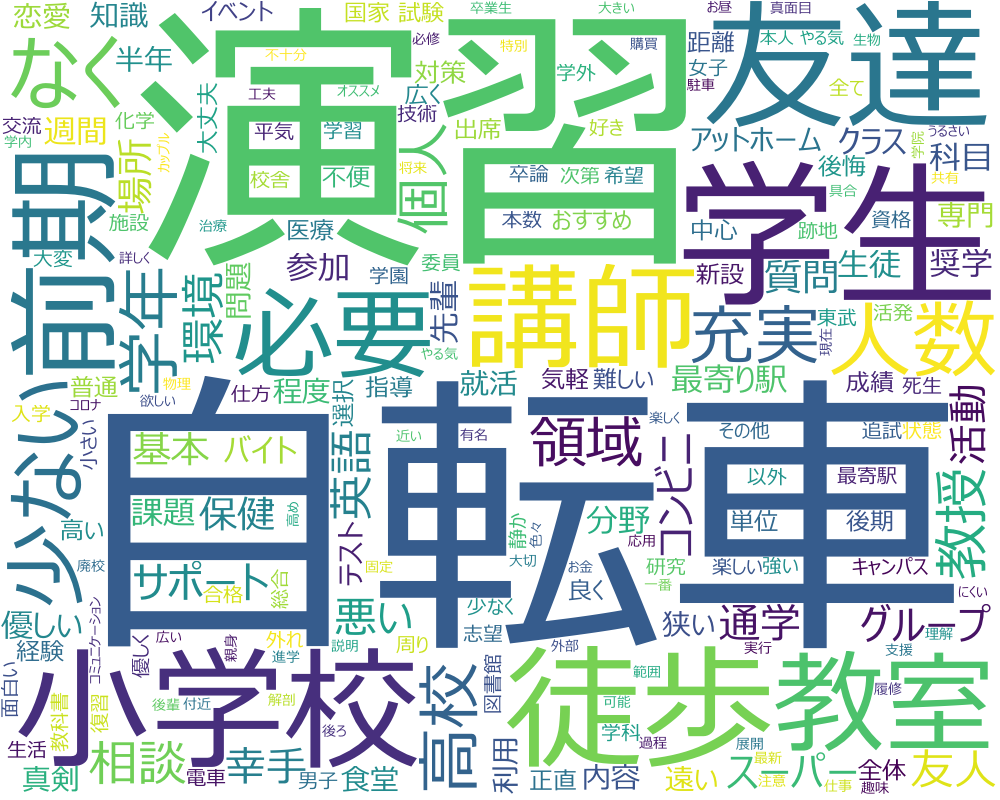 恋愛
知識
イベント
国家
試験
卒業生
大きい
お昼
真面目
なく
半年
不十分
必修
特別
購買
距離
本人
やる気
生物
演習
友達
対策
学外
女子
駐車
全て
大丈夫
工夫
オススメ
広く
技術
交流
学内
週間
化学
カップル
平気
学習
出席
好き
アットホーム
クラス
うるさい
学院
場所
校舎
不便
将来
個人
卒論
次第
希望
後悔
科目
共有
前期
施設
治療
医療
本数
おすすめ
中心
跡地
具合
資格
専門
大変
詳しく
参加
学園
委員
新設
質問
生徒
奨学
学生
学年
環境
問題
必要
先輩
講師
充実
東武
活発
人数
やる気
現在
少ない
普通
物理
仕方
程度
選択
指導
就活
気軽
難しい
最寄り駅
成績
死生
入学
コロナ
欲しい
近い
有名
楽しく
その他
追試
状態
活動
小さい
基本
バイト
英語
領域
コンビニ
以外
最寄駅
高い
課題
保健
高め
自転車
静か
色々
分野
応用
単位
後期
教授
廃校
サポート
合格
総合
テスト
固定
大切
お金
研究
一番
楽しい
強い
キャンパス
にくい
優しい
コミュニケーション
悪い
少なく
良く
狭い
通学
グループ
理解
経験
優しく
広い
親身
外れ
進学
説明
周り
志望
外部
実行
支援
面白い
小学校
高校
図書館
徒歩
範囲
教室
教科書
復習
後輩
付近
解剖
後ろ
可能
履修
生活
学科
過程
展開
最新
真剣
相談
電車
幸手
男子
食堂
利用
正直
内容
遠い
スーパー
注意
仕事
全体
趣味
友人